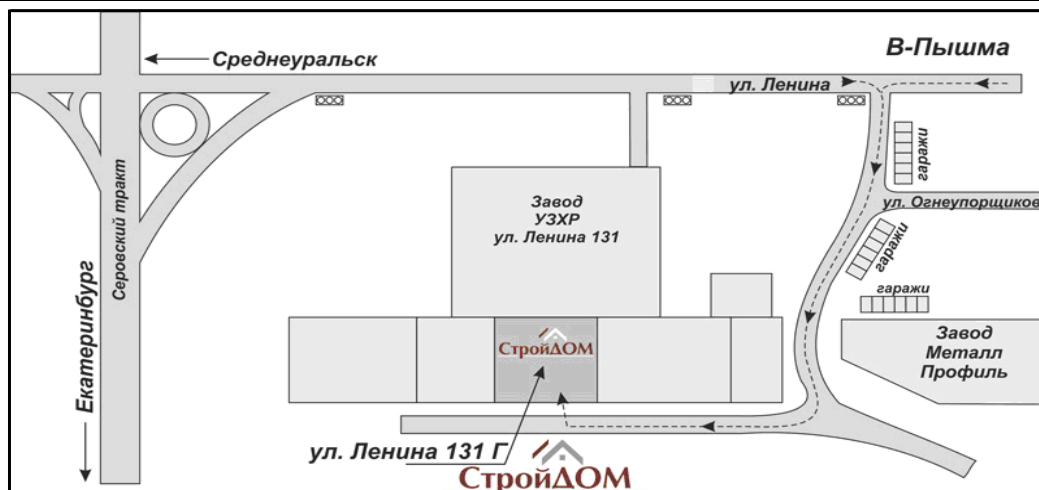 В-Пышма
Среднеуральск
ул. Ленина
гаражи
ул. Огнеупорщиков
Завод
УЗХР
ул. Ленина 131
Серовский тракт
гаражи
гаражи
Екатеринбург
СтройДОМ
Завод
Металл
Профиль
ул. Ленина 131 Г
СтройДОМ